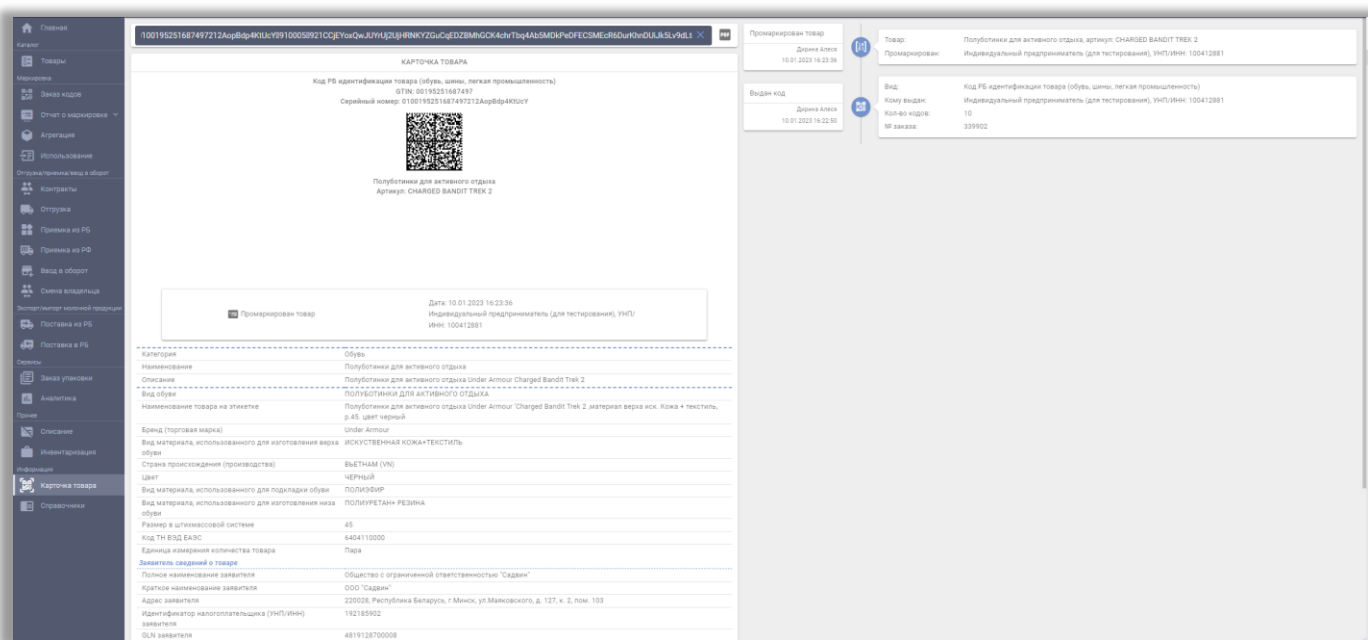 Главная
Каталог
Товары
Маркировка
Заказ кодов
Отчет о маркировке
Агрегация
Использование
Отгрузка/приемка/ввод в оборот
Контракты
Отгрузка
Приемка из РБ
Приемка из РФ
Ввод в оборот
Смена владельца
Экспорт/импорт молочной продукции
Поставка из РБ
Поставка в РБ
Сервисы
Заказ упаковки
Аналитика
Прочее
Списание
Инвентаризация
Информация
Карточка товара
Справочники
PDF
КАРТОЧКА ТОВАРА
Код РБ идентификации товара (обувь, шины, легкая промышленность)
GTIN: 00195251687497
Серийный номер: 0100195251687497212AopBdp4KtUcY
Полуботинки для активного отдыха
Артикул: CHARGED BANDIT TREK 2
Промаркирован товар
Дата: 10.01.2023 16:23:36
Индивидуальный предприниматель (для тестирования), УНП/
ИНН: 100412881
Категория Обувь
Наименование Полуботинки для активного отдыха
Описание Полуботинки для активного отдыха Under Armour Charged Bandit Trek 2
Вид обуви ПОЛУБОТИНКИ ДЛЯ АКТИВНОГО ОТДЫХА
Наименование товара на этикетке Полуботинки для активного отдыха Under Armour 'Charged Bandit Trek 2 ,материал верха иск. Кожа + текстиль,
р.45. цвет черный
Бренд (торговая марка) Under Armour
Вид материала, использованного для изготовления верха ИСКУСТВЕННАЯ КОЖА+ТЕКСТИЛЬ
обуви
Страна происхождения (производства) ВЬЕТНАМ (VN)
Цвет ЧЕРНЫЙ
Вид материала, использованного для подкладки обуви ПОЛИЭФИР
Вид материала, использованного для изготовления низа ПОЛИУРЕТАН+ РЕЗИНА
обуви
Размер в штихмассовой системе 45
Код ТН ВЭД ЕАЭС 6404110000
Единица измерения количества товара Пара
Заявитель сведений о товаре
Полное наименование заявителя Общество с ограниченной ответственностью "Садвин"
Краткое наименование заявителя ООО "Садвин"
Адрес заявителя 220028, Республика Беларусь, г.Минск, ул.Маяковского, д. 127, к. 2, пом. 103
Идентификатор налогоплательщика (УНП/ИНН) 192185902
заявителя
GLN заявителя 4819128700008
Промаркирован товар
Дирина Алеся
10.01.2023 16:23:36
Товар: Полуботинки для активного отдыха, артикул: CHARGED BANDIT TREK 2
Промаркирован: Индивидуальный предприниматель (для тестирования), УНП/ИНН: 100412881
Выдан код
Дирина Алеся
10.01.2023 16:22:50
Вид: Код РБ идентификации товара (обувь, шины, легкая промышленность)
Кому выдан: Индивидуальный предприниматель (для тестирования), УНП/ИНН: 100412881
Кол-во кодов: 10
№ заказа: 339902